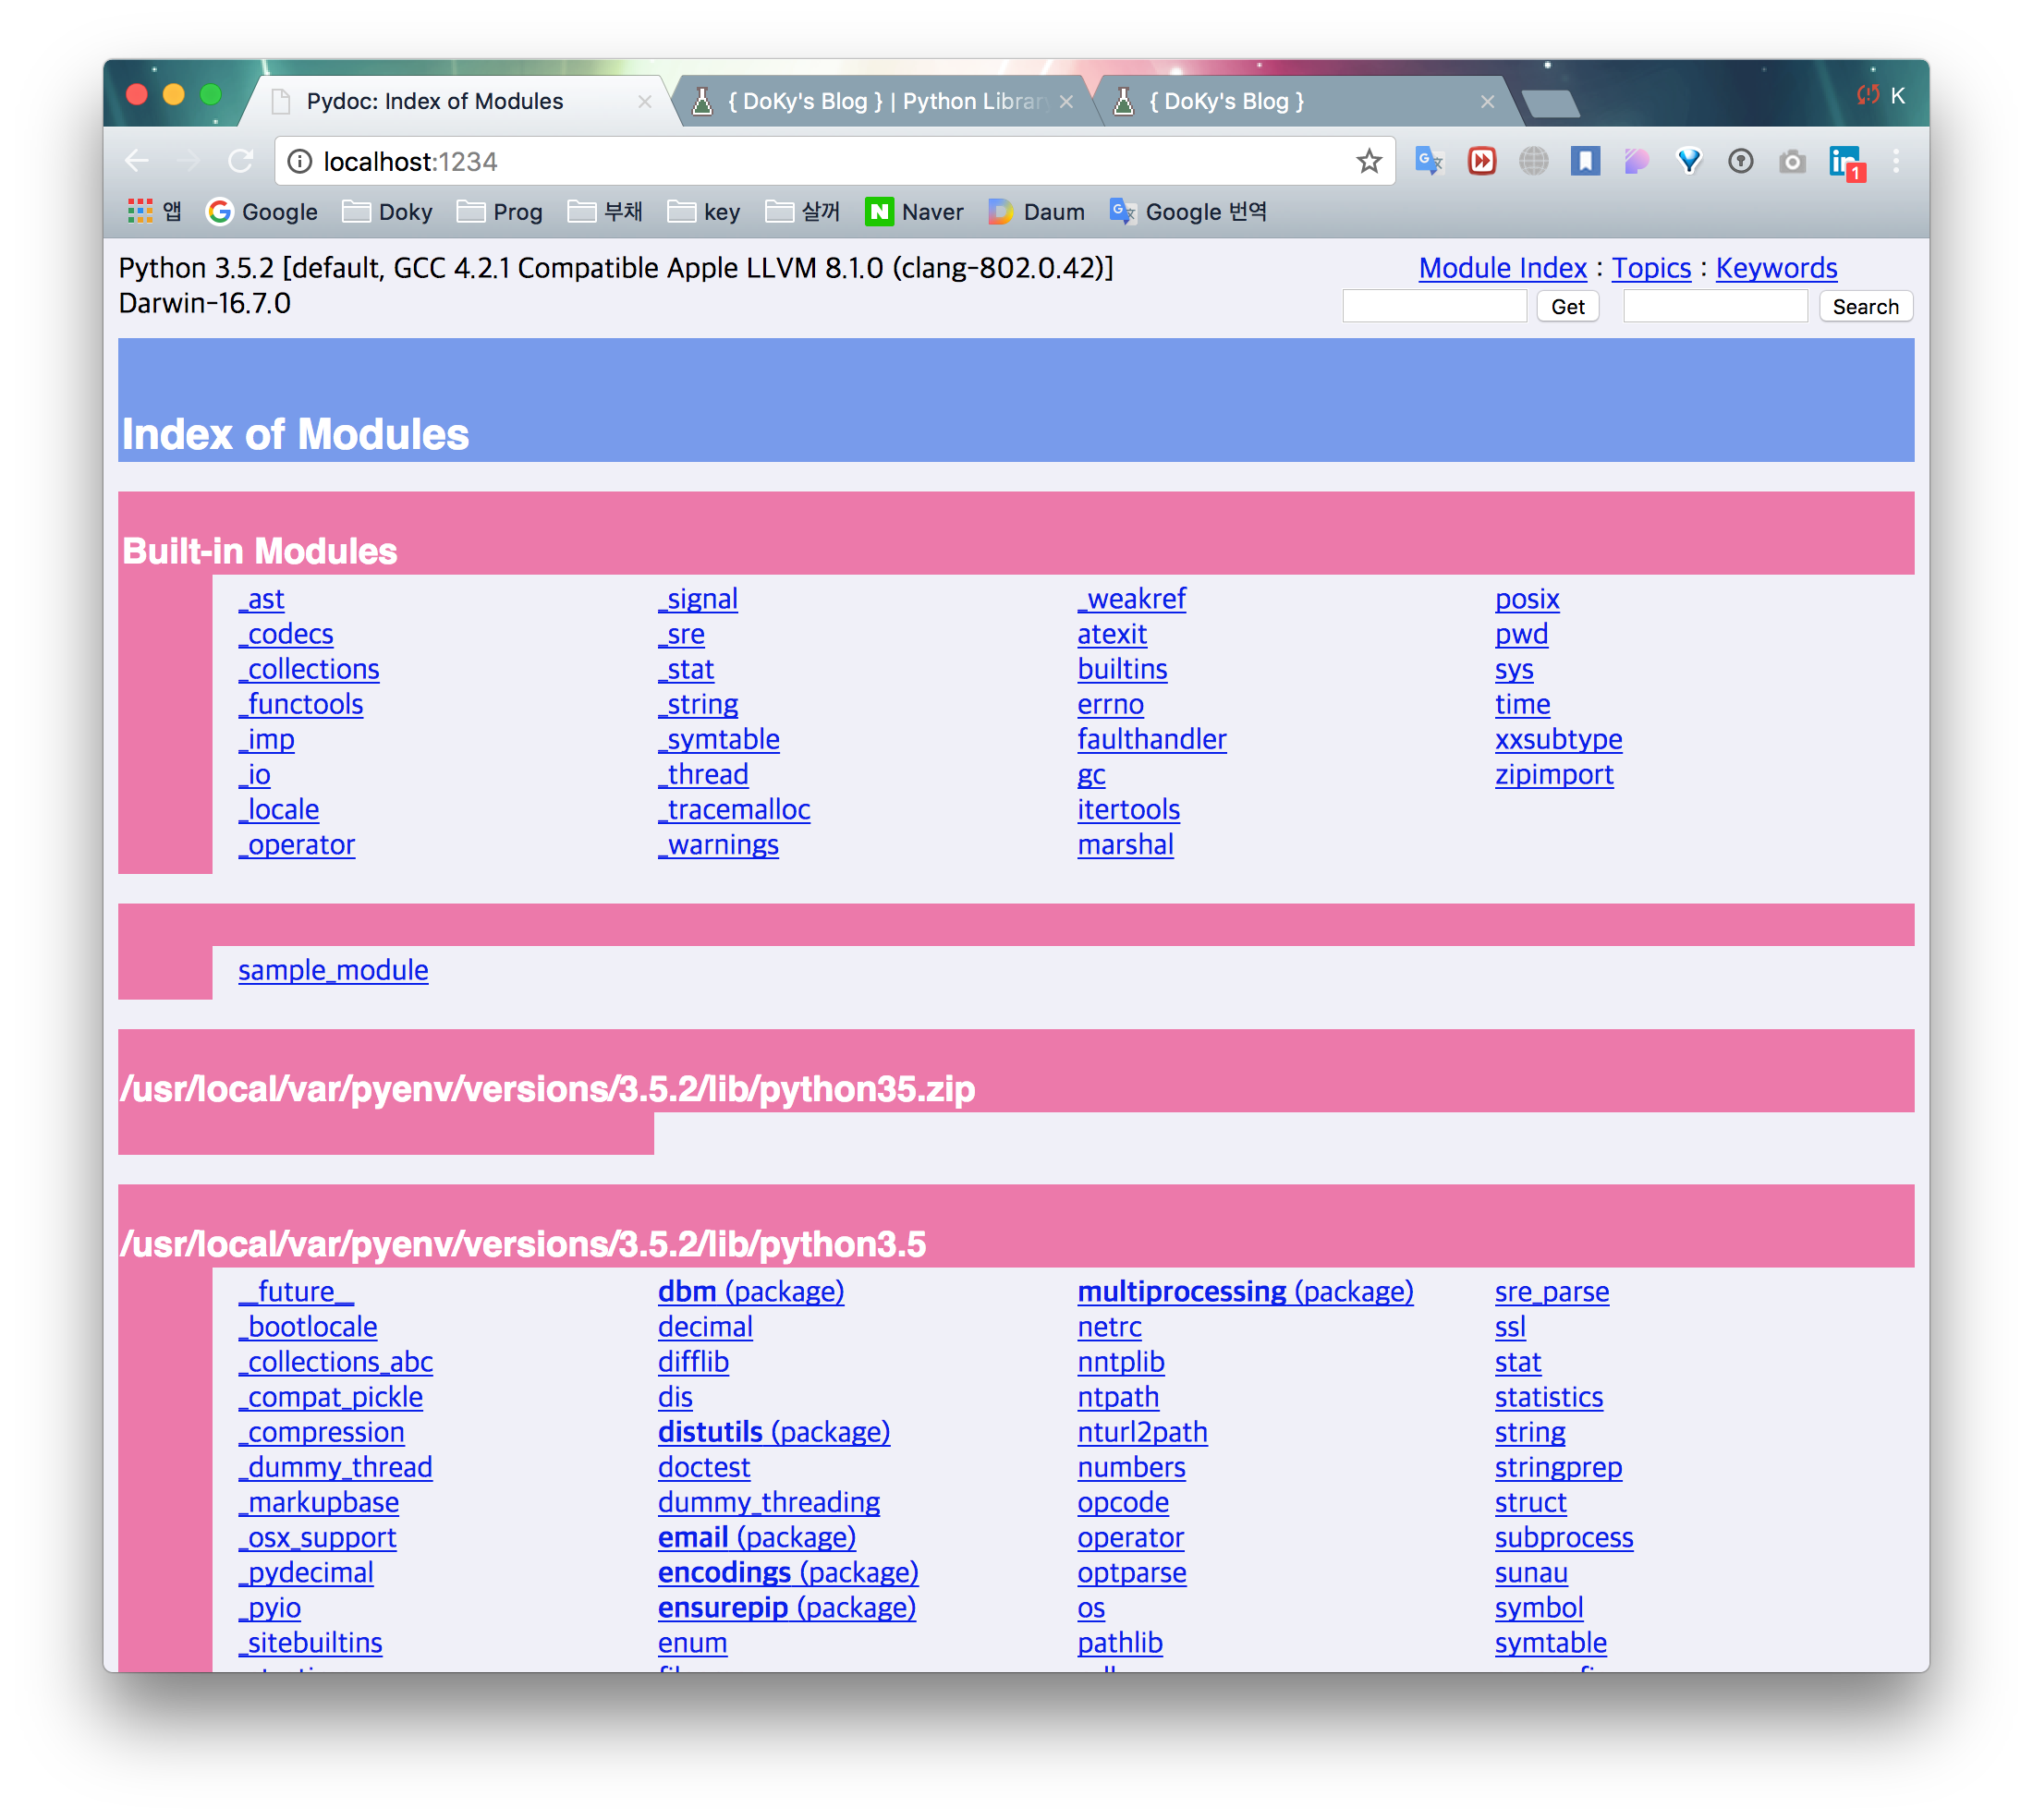 Pydoc: Index of Modules
{ DoKy's Blog } | Python Library
{ DoKy's Blog }
K
localhost:1234
1
앱 Google Doky Prog 부채 key 살꺼 Naver Daum Google 번역
Python 3.5.2 [default, GCC 4.2.1 Compatible Apple LLVM 8.1.0 (clang-802.0.42)]
Darwin-16.7.0
Module Index : Topics : Keywords
Get Search
Index of Modules
Built-in Modules
_ast _signal _weakref posix
_codecs _sre atexit pwd
_collections _stat builtins sys
_functools _string errno time
_imp _symtable faulthandler xxsubtype
_io _thread gc zipimport
_locale _tracemalloc itertools
_operator _warnings marshal
sample_module
/usr/local/var/pyenv/versions/3.5.2/lib/python35.zip
/usr/local/var/pyenv/versions/3.5.2/lib/python3.5
__future__ dbm (package) multiprocessing (package) sre_parse
_bootlocale decimal netrc ssl
_collections_abc difflib nntplib stat
_compat_pickle dis ntpath statistics
_compression distutils (package) nturl2path string
_dummy_thread doctest numbers stringprep
_markupbase dummy_threading opcode struct
_osx_support email (package) operator subprocess
_pydecimal encodings (package) optparse sunau
_pyio ensurepip (package) os symbol
_sitebuiltins enum pathlib symtable